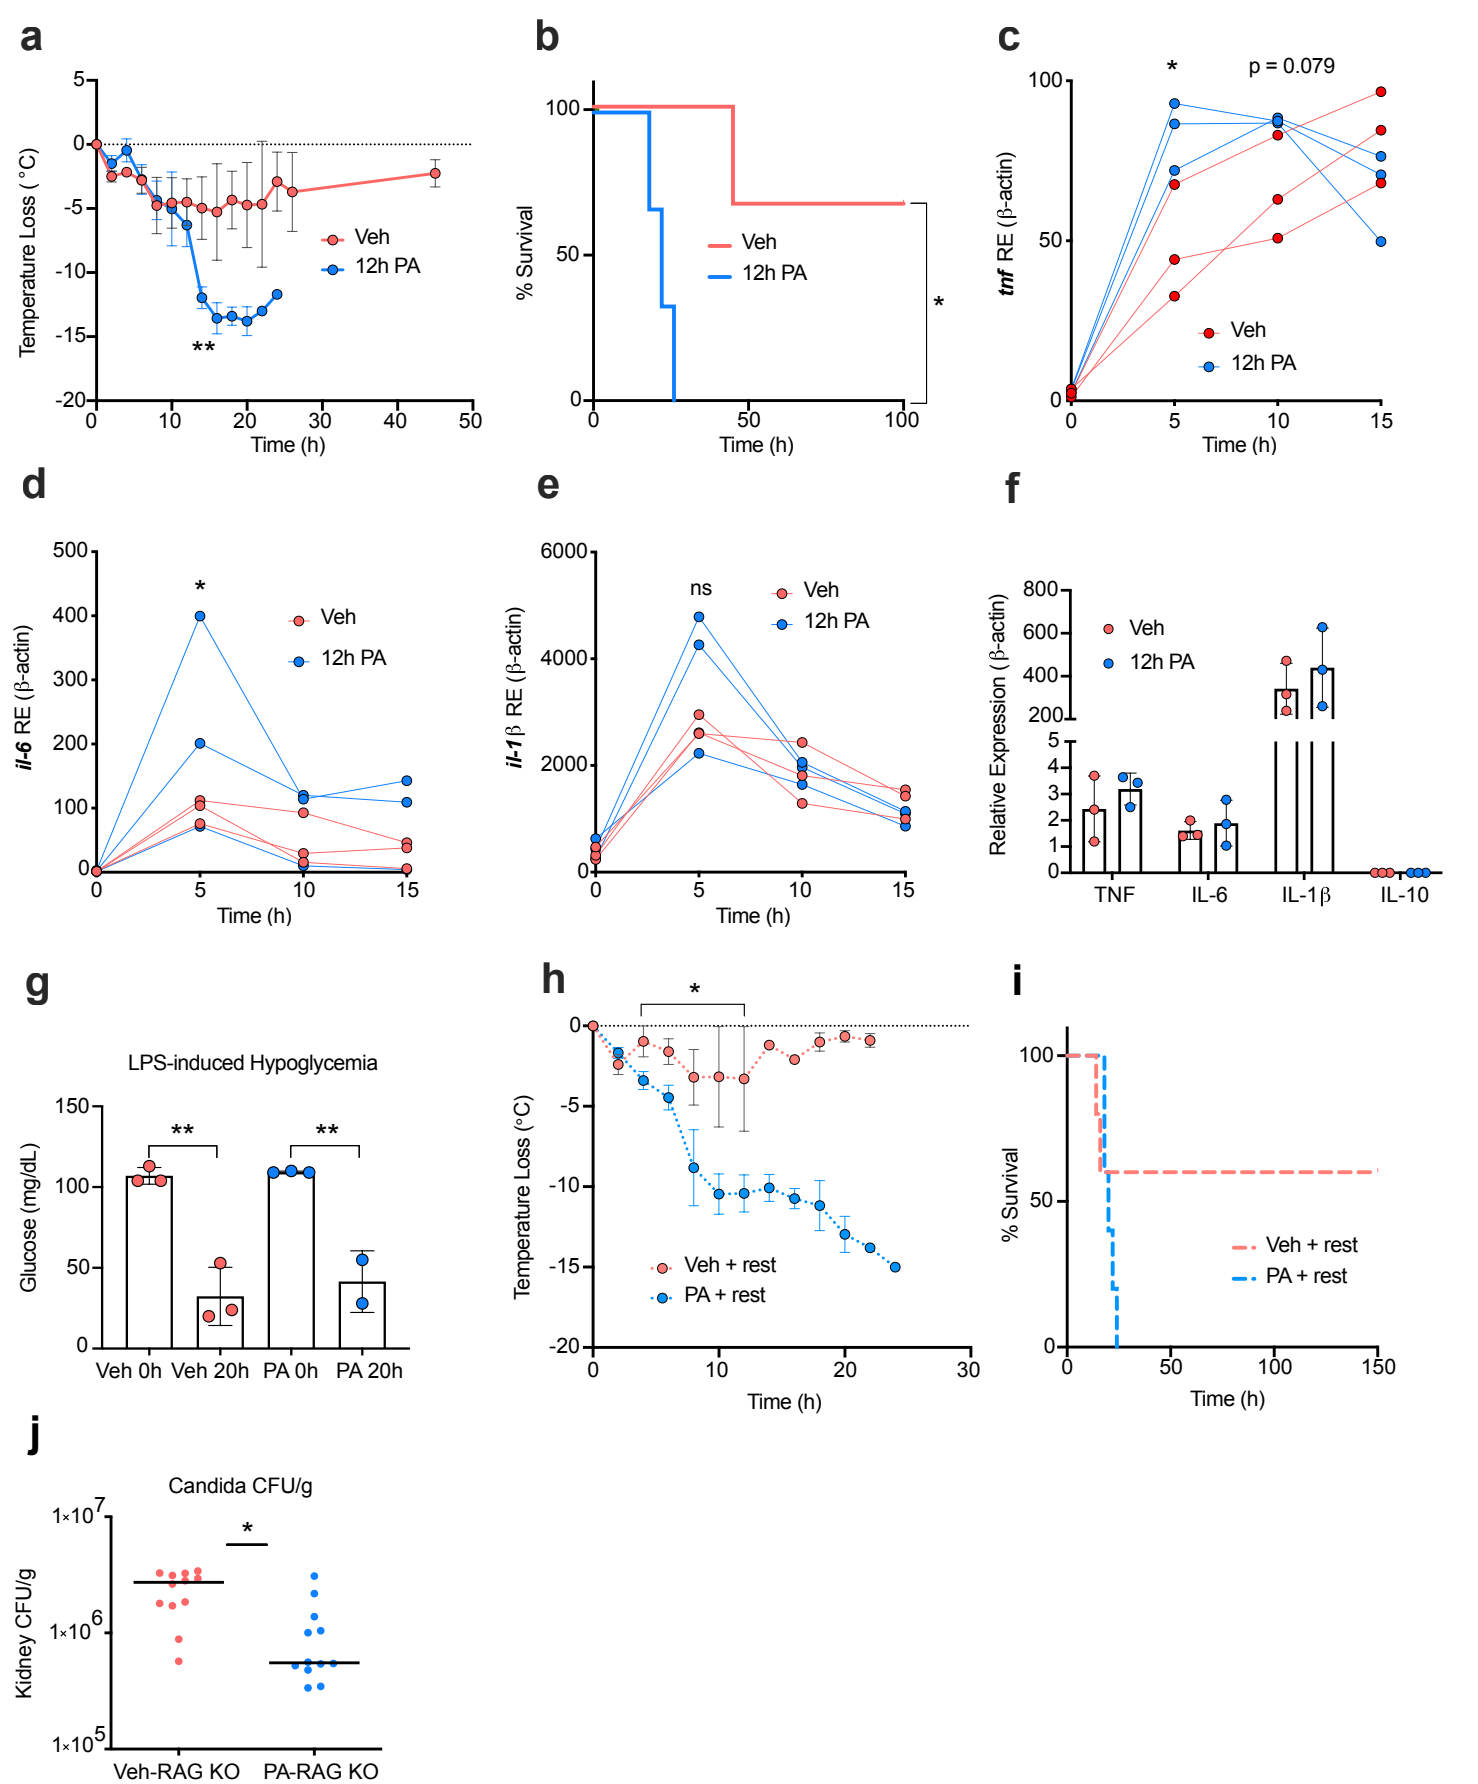 a
5
0
-5
-10
-15
-20
Temperature Loss ( °C)
0
10
20
30
40
50
Time (h)
Veh
12h PA
**
b
100
50
0
% Survival
0
50
100
Time (h)
Veh
12h PA
*
c
100
50
0
tnf RE (β-actin)
*
p = 0.079
Veh
12h PA
0
5
10
15
Time (h)
d
500
400
300
200
100
0
il-6 RE (β-actin)
*
Veh
12h PA
0
5
10
15
Time (h)
e
6000
4000
2000
0
il-1β RE (β-actin)
ns
Veh
12h PA
0
5
10
15
Time (h)
f
800
600
400
200
5
4
3
2
1
0
Relative Expression (β-actin)
Veh
12h PA
TNF
IL-6
IL-1β
IL-10
g
LPS-induced Hypoglycemia
150
100
50
0
Glucose (mg/dL)
**
**
Veh 0h
Veh 20h
PA 0h
PA 20h
h
*
0
-5
-10
-15
-20
Temperature Loss (°C)
Veh + rest
PA + rest
0
10
20
30
Time (h)
i
100
50
0
% Survival
Veh + rest
PA + rest
0
50
100
150
Time (h)
j
Candida CFU/g
1×10⁷
1×10⁶
1×10⁵
Kidney CFU/g
*
Veh-RAG KO
PA-RAG KO